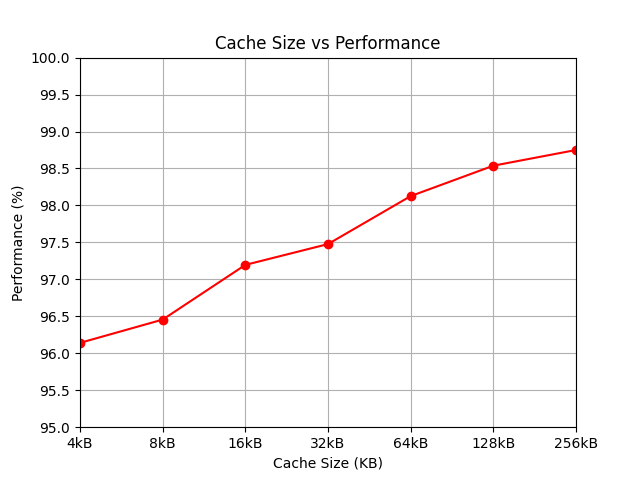 Cache Size vs Performance
100.0
99.5
99.0
98.5
98.0
97.5
97.0
96.5
96.0
95.5
95.0
Performance (%)
4kB 8kB 16kB 32kB 64kB 128kB 256kB
Cache Size (KB)